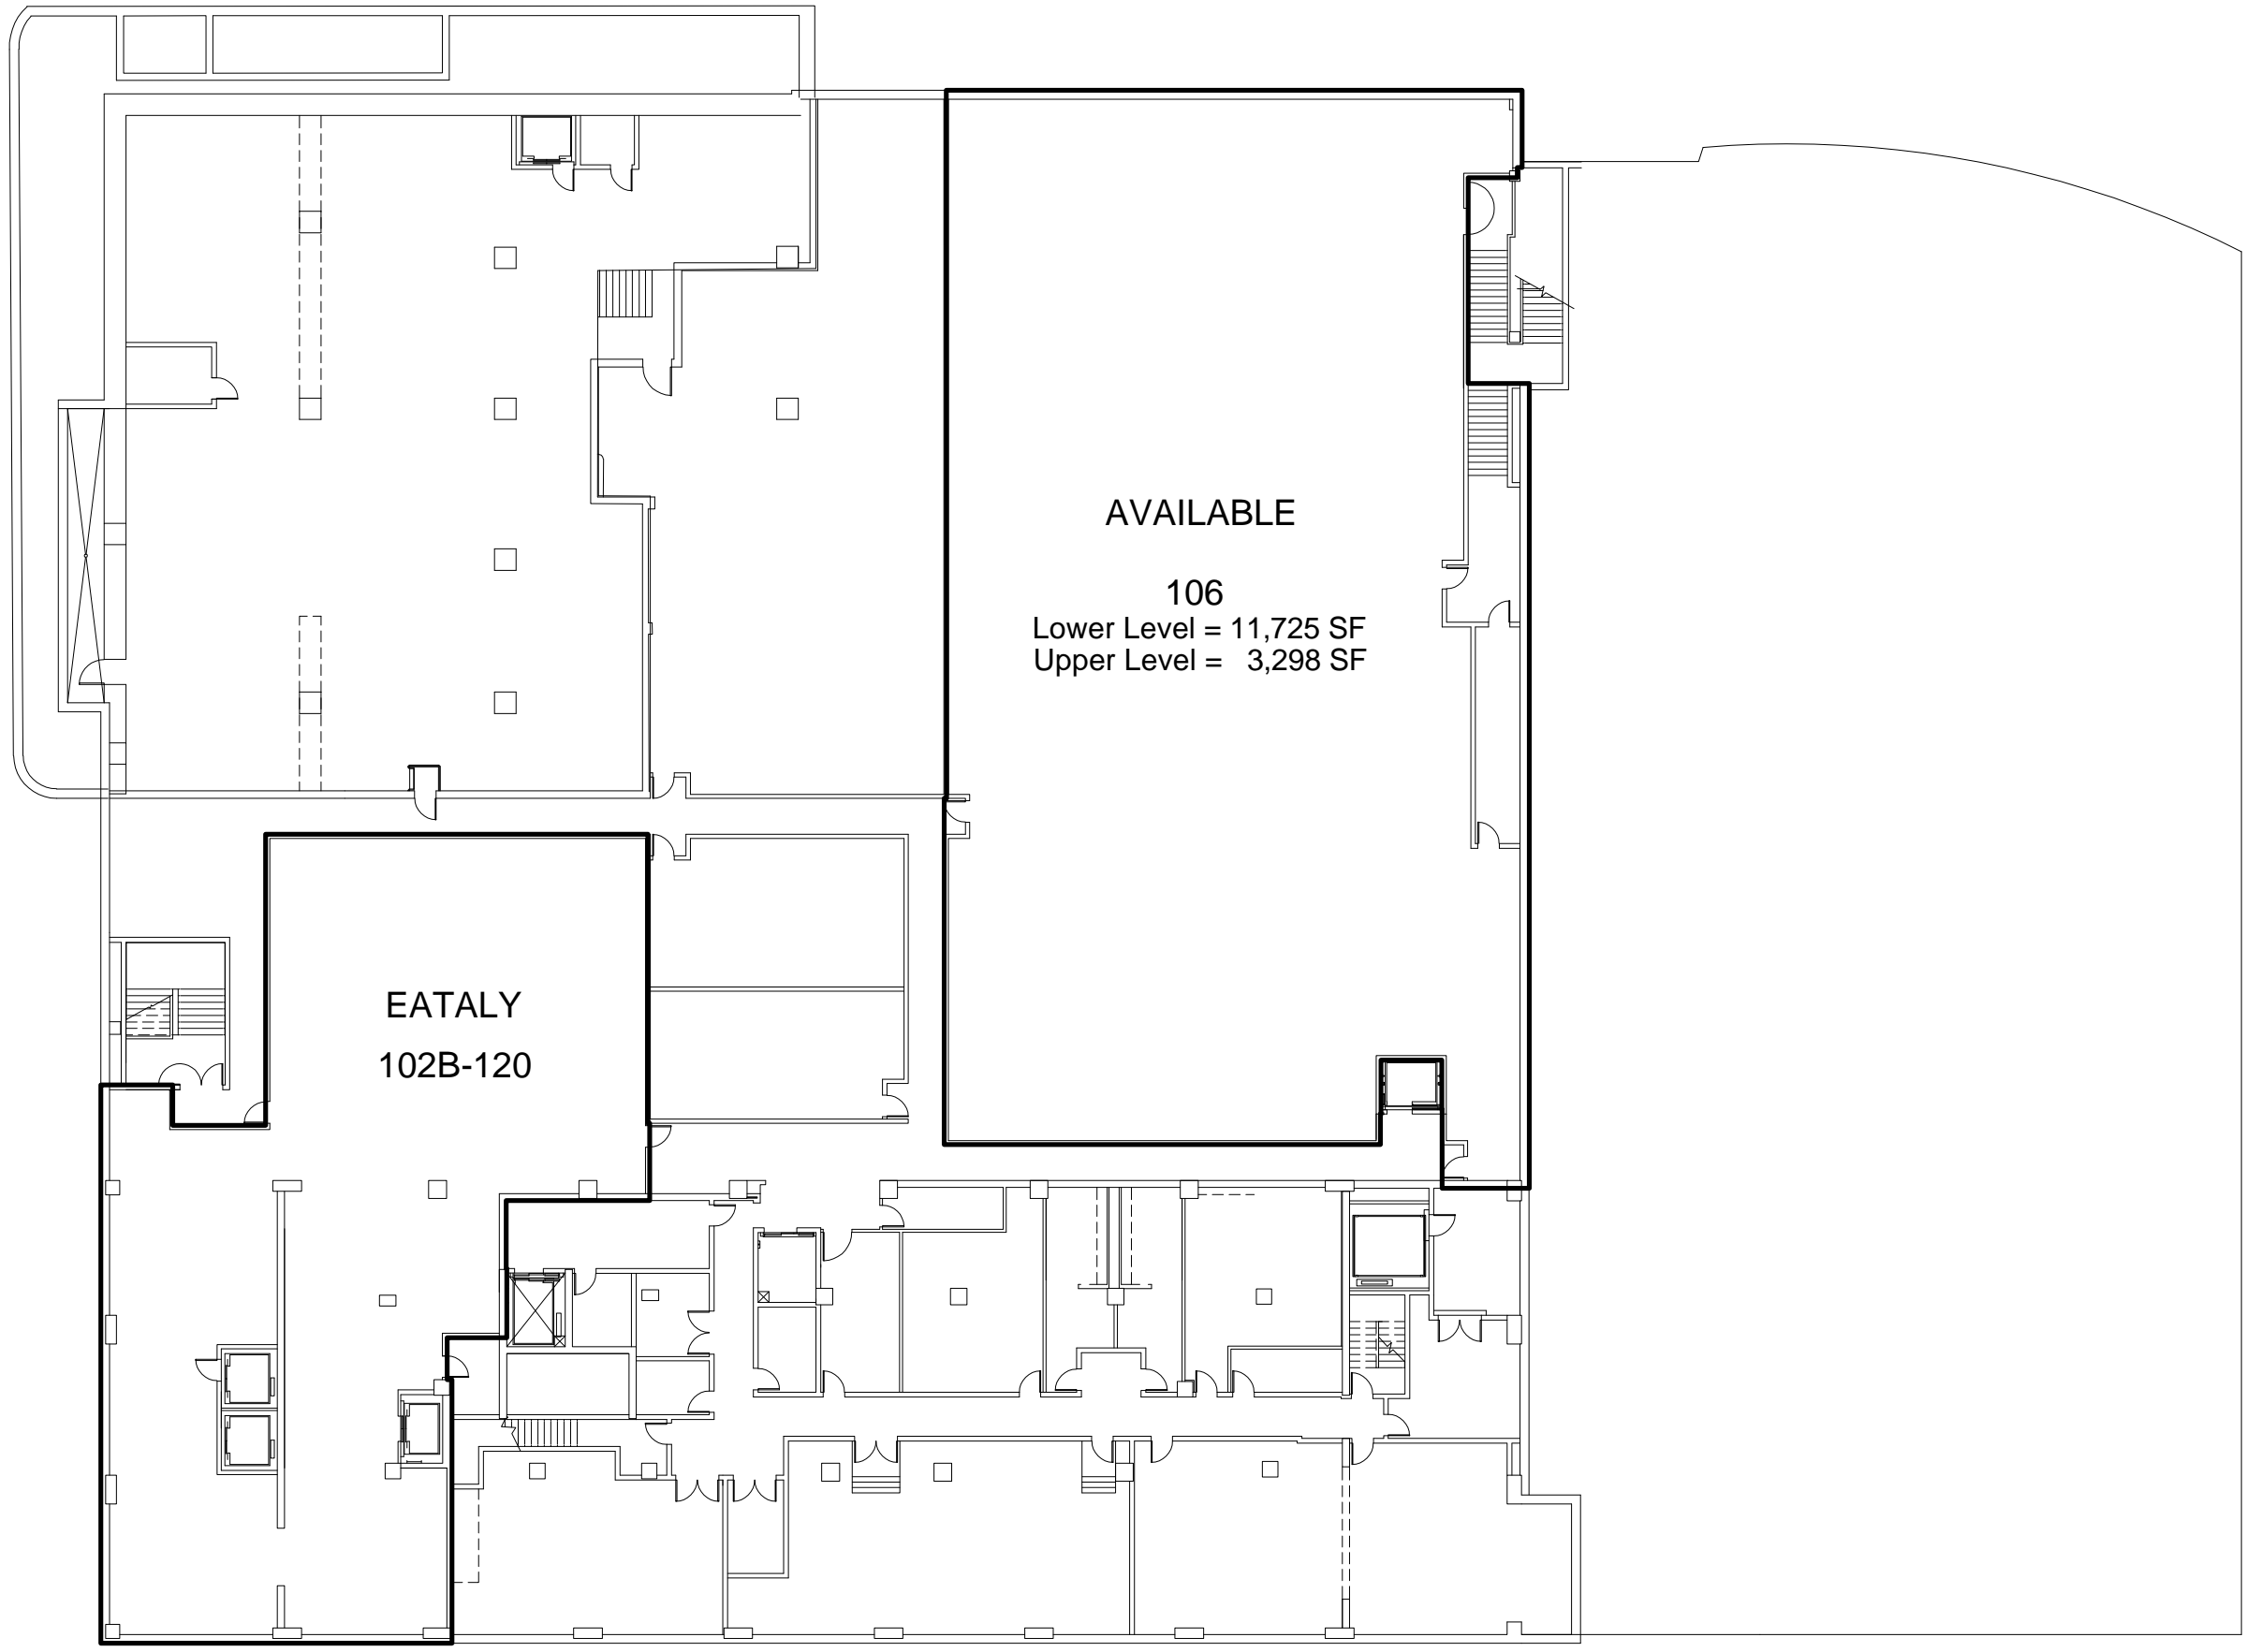 AVAILABLE
106
Lower Level = 11,725 SF
Upper Level = 3,298 SF
EATALY
102B-120